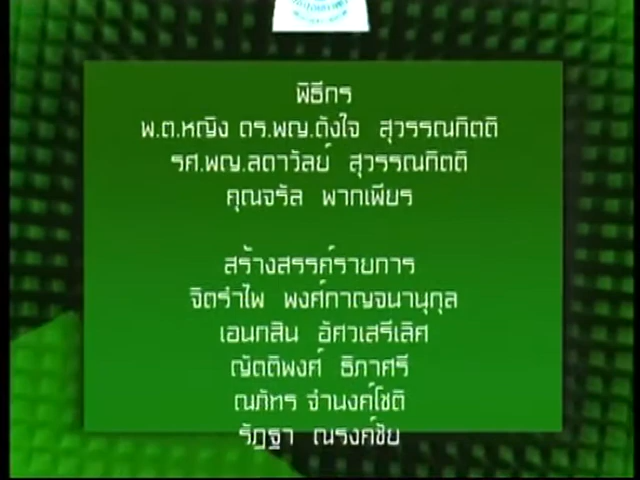 พิธีกร
พ.ต.หญิง ดร.พญ.ตั้งใจ สุวรรณกิตติ
รศ.พญ.ลดาวัลย์ สุวรรณกิตติ
คุณจรัล พากเพียร
สร้างสรรค์รายการ
จิตรำไพ พงศ์กาญจนานุกูล
เอนกสิน อัศวเสรีเลิศ
ญัตติพงศ์ ธิภาศรี
ณภัทร จำนงค์โชติ
รัฎฐา ณรงค์ชัย